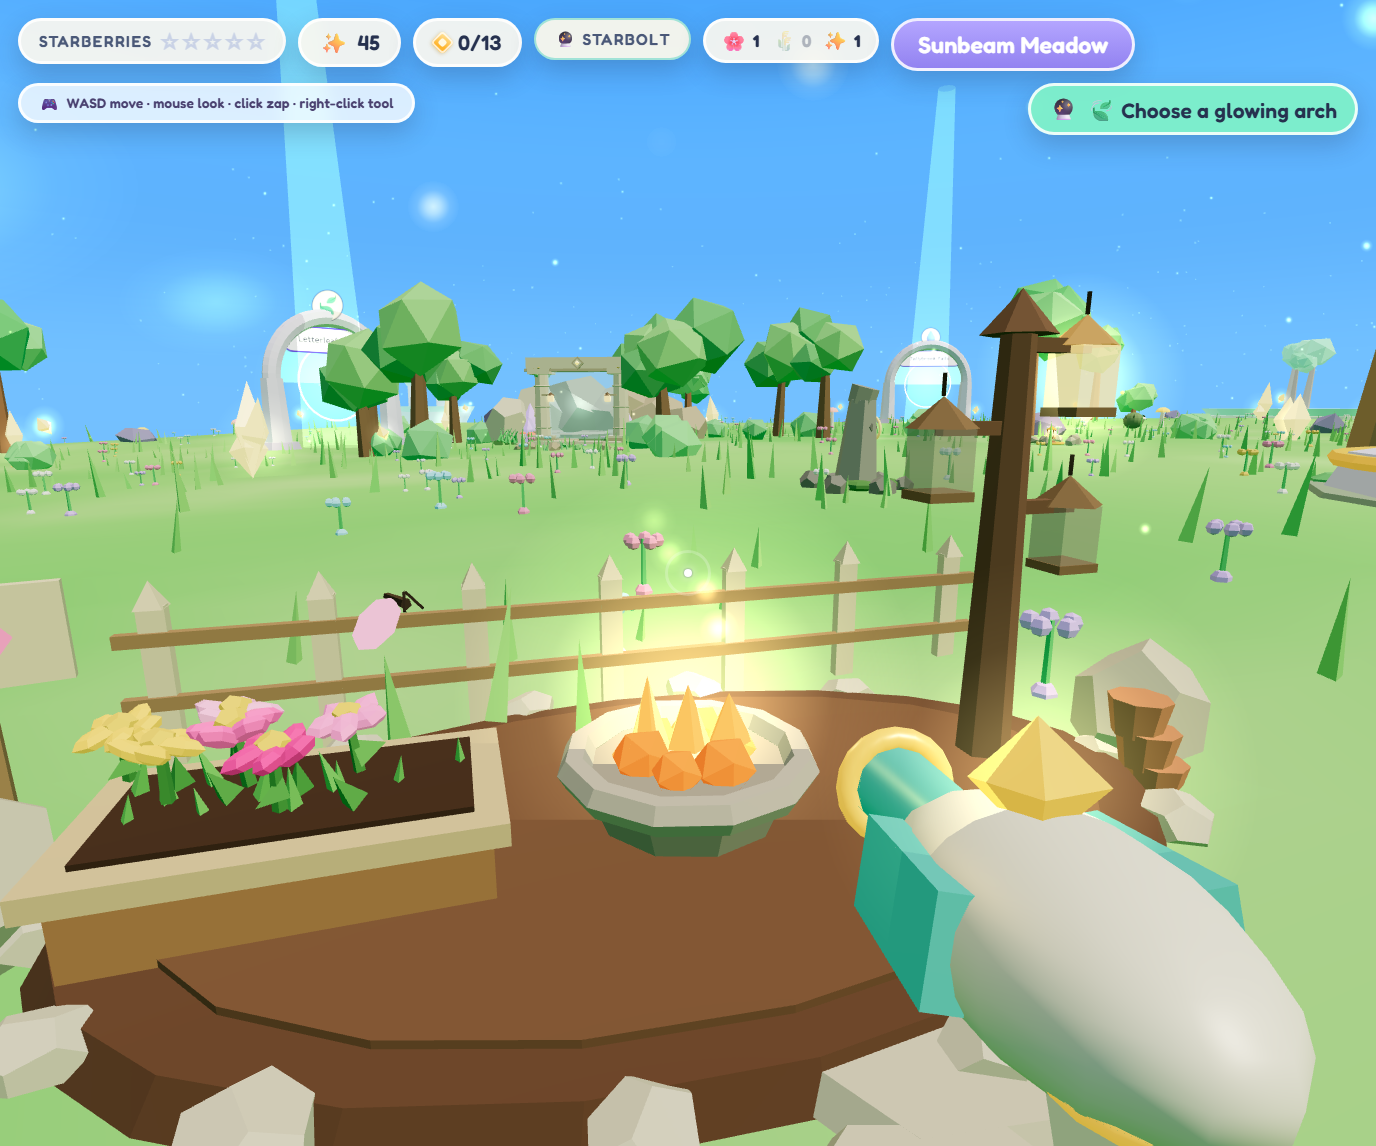 STARBERRIES
45
0/13
STARBOLT
1 0 1
Sunbeam Meadow
WASD move · mouse look · click zap · right-click tool
Choose a glowing arch